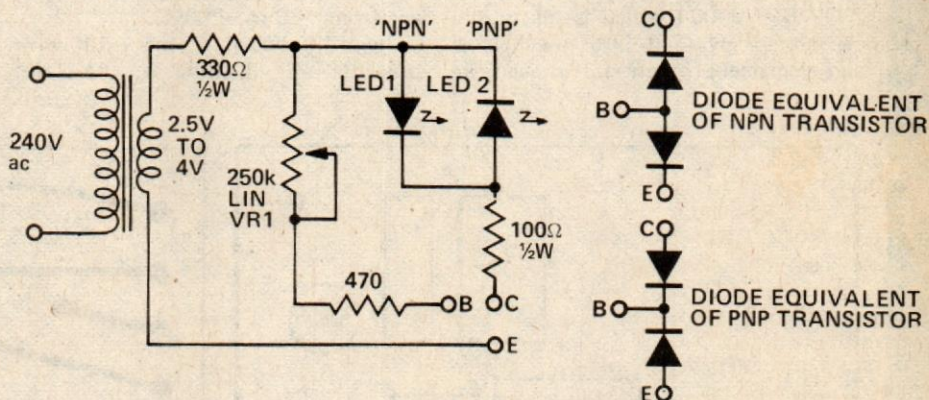 'NPN' 'PNP'
330Ω
½W
LED1
LED 2
240V
ac
2.5V
TO
4V
250k
LIN
VR1
100Ω
½W
470
B
C
E
C
B
DIODE EQUIVALENT
OF NPN TRANSISTOR
E
C
B
DIODE EQUIVALENT
OF PNP TRANSISTOR
E